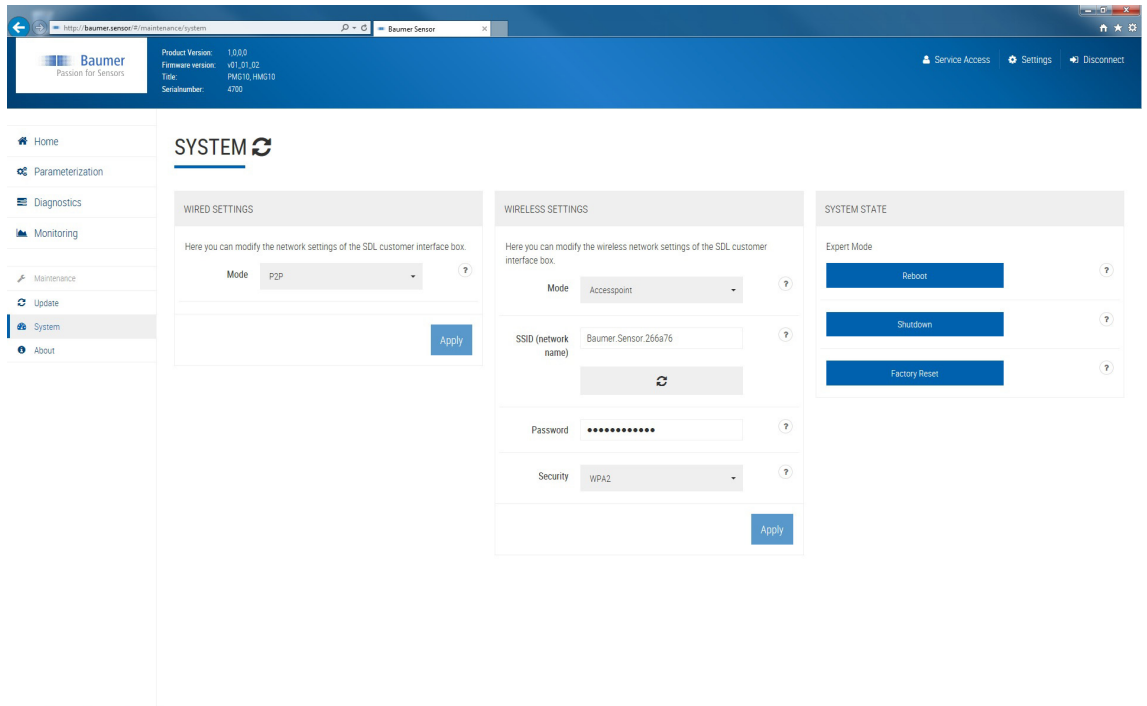 http://baumer.sensor/#/maintenance/system
Baumer Sensor
Baumer
Passion for Sensors
Product Version: 1,0,0,0
Firmware version: v01_01_02
Title: PMG10, HMG10
Serialnumber: 4700
Service Access
Settings
Disconnect
Home
Parameterization
Diagnostics
Monitoring
Maintenance
Update
System
About
SYSTEM
WIRED SETTINGS
Here you can modify the network settings of the SDL customer interface box.
Mode P2P ?
Apply
WIRELESS SETTINGS
Here you can modify the wireless network settings of the SDL customer
interface box.
Mode Accesspoint ?
SSID (network Baumer.Sensor.266a76 ?
name)
Password ●●●●●●●●●●●● ?
Security WPA2 ?
Apply
SYSTEM STATE
Expert Mode
Reboot ?
Shutdown ?
Factory Reset ?